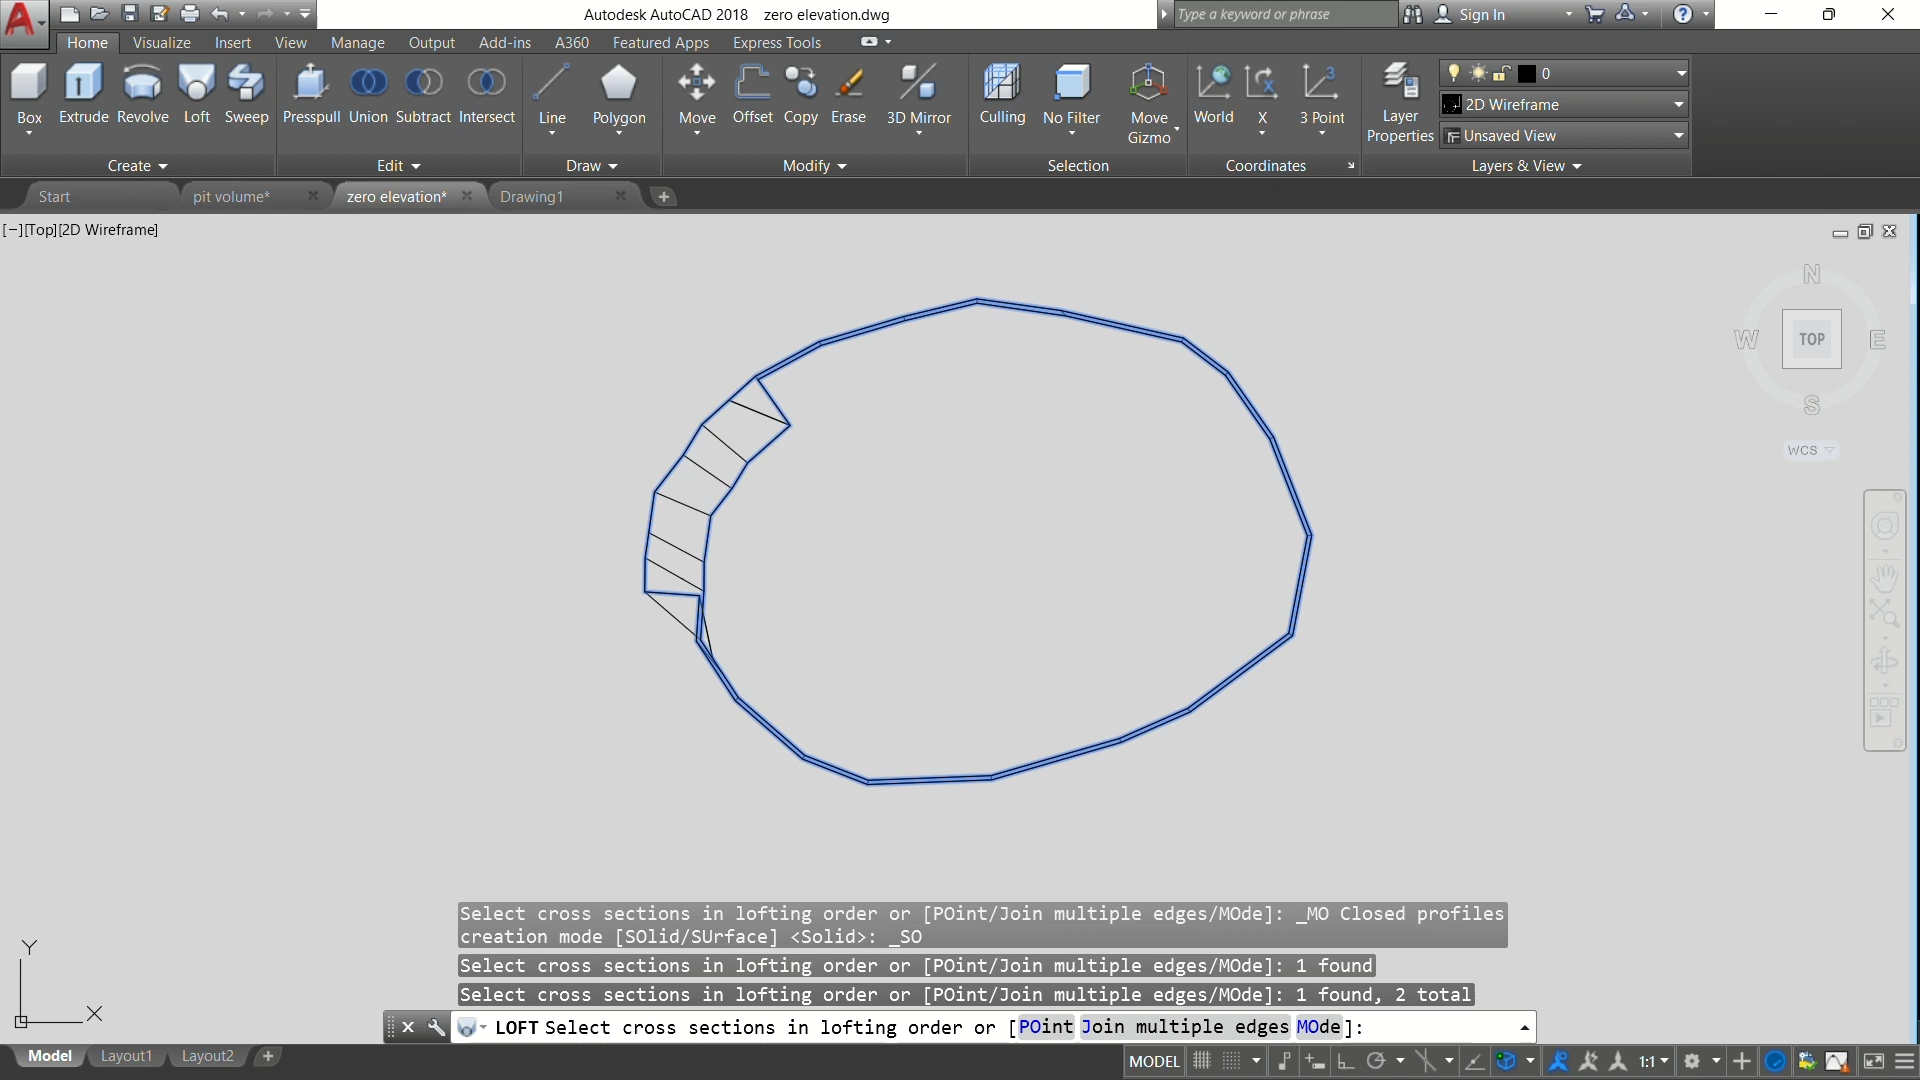 Autodesk AutoCAD 2018 zero elevation.dwg
Type a keyword or phrase
Sign In
Home Visualize Insert View Manage Output Add-ins A360 Featured Apps Express Tools
Box Extrude Revolve Loft Sweep Presspull Union Subtract Intersect Line Polygon Move Offset Copy Erase 3D Mirror Culling No Filter Move Gizmo World X 3 Point Layer Properties
0
2D Wireframe
Unsaved View
Create Edit Draw Modify Selection Coordinates Layers & View
Start pit volume* zero elevation* Drawing1
[−][Top][2D Wireframe]
N
W TOP E
S
WCS
Select cross sections in lofting order or [POint/Join multiple edges/MOde]: _MO Closed profiles
creation mode [SOlid/SUrface] <Solid>: _SO
Select cross sections in lofting order or [POint/Join multiple edges/MOde]: 1 found
Select cross sections in lofting order or [POint/Join multiple edges/MOde]: 1 found, 2 total
LOFT Select cross sections in lofting order or [POint Join multiple edges MOde]:
Y
X
Model Layout1 Layout2
MODEL 1:1